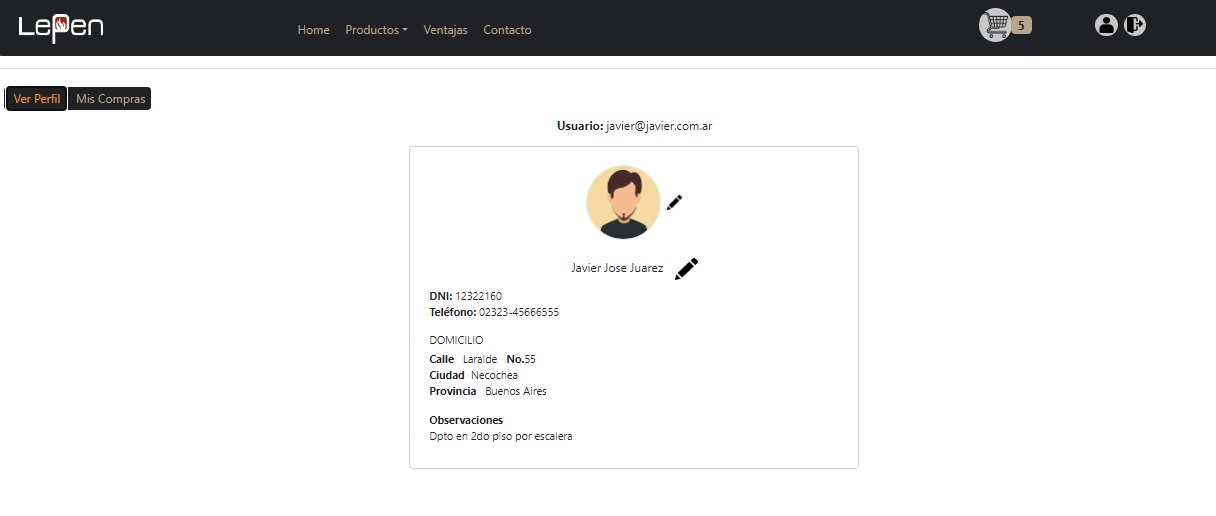 LePen
Home Productos Ventajas Contacto 5
Ver Perfil Mis Compras
Usuario: javier@javier.com.ar
Javier Jose Juarez
DNI: 12322160
Teléfono: 02323-45666555
DOMICILIO
Calle Laralde No.55
Ciudad Necochea
Provincia Buenos Aires
Observaciones
Dpto en 2do piso por escalera